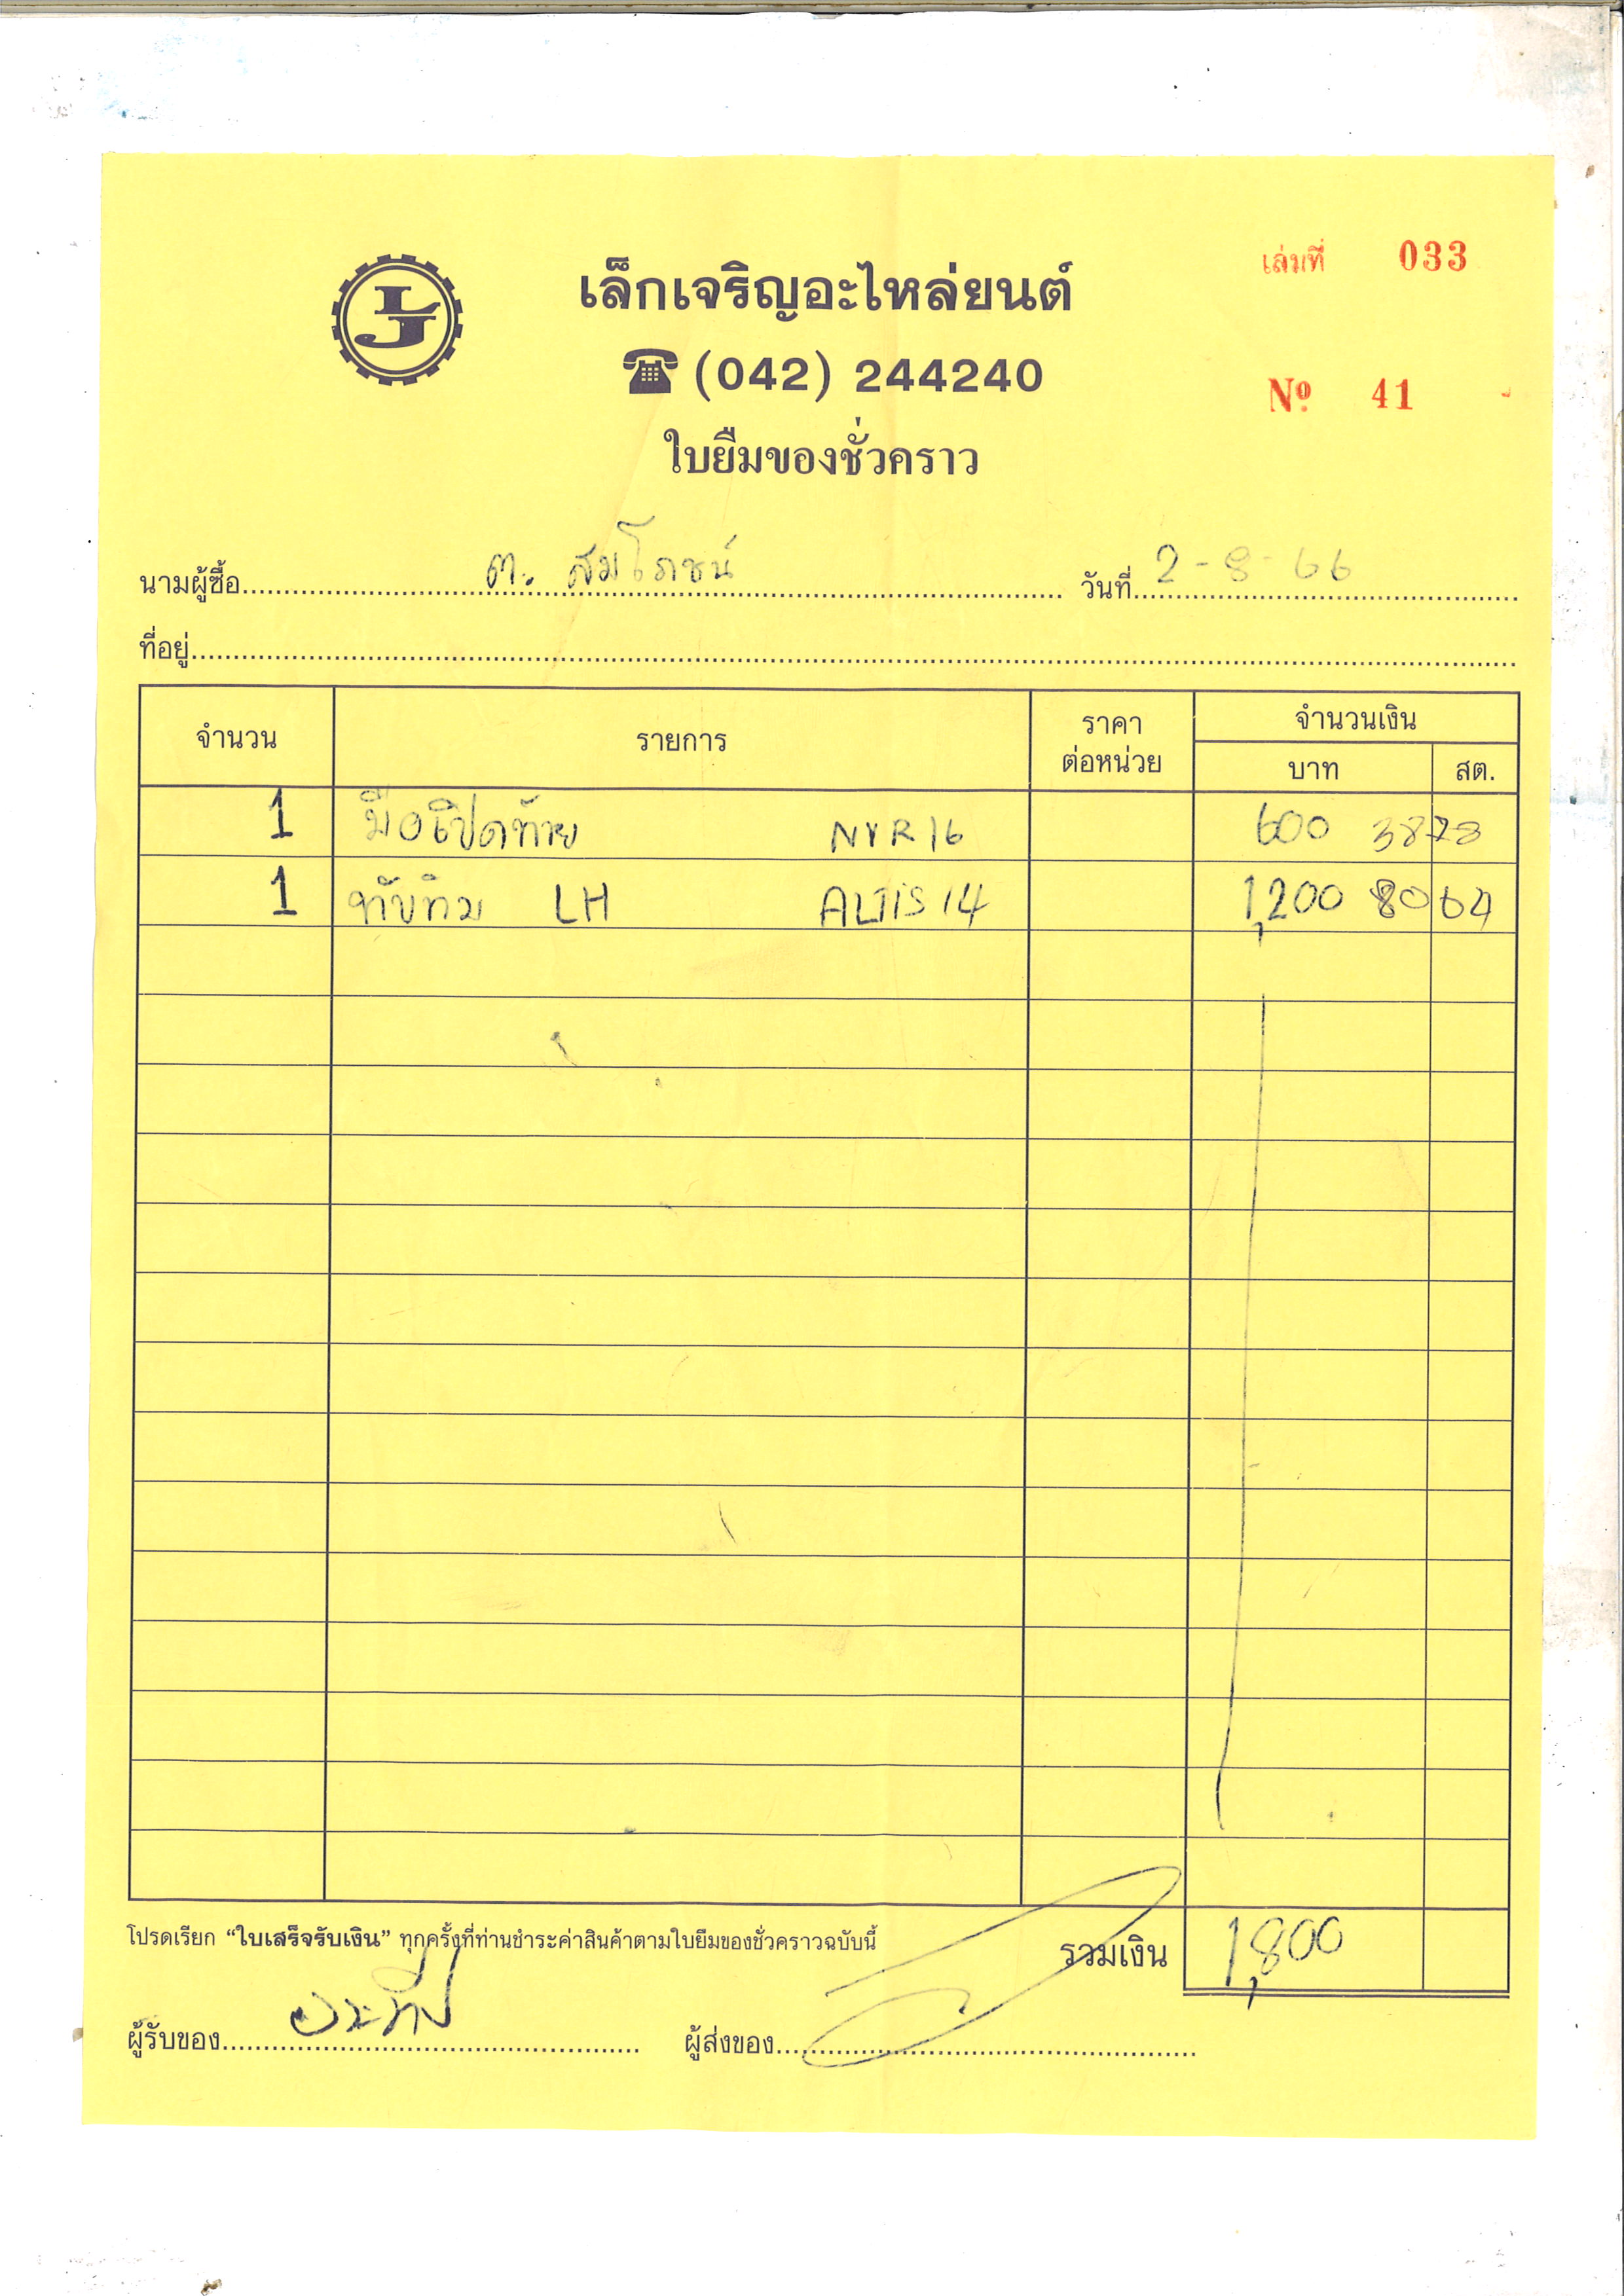 เล่มที่ 033
LJ
เล็กเจริญอะไหล่ยนต์
(042) 244240
Nº 41
ใบยืมของชั่วคราว
นามผู้ซื้อ ต. สมโภชน์ วันที่ 2-8-66
ที่อยู่
จำนวน รายการ ราคาต่อหน่วย จำนวนเงิน
บาท สต.
1 มือเปิดท้าย NVR16 600 3878
1 ทับทิม LH ALTIS 14 1,200 8064
โปรดเรียก “ใบเสร็จรับเงิน” ทุกครั้งที่ท่านชำระค่าสินค้าตามใบยืมของชั่วคราวฉบับนี้ รวมเงิน 1,800
ผู้รับของ ผู้ส่งของ